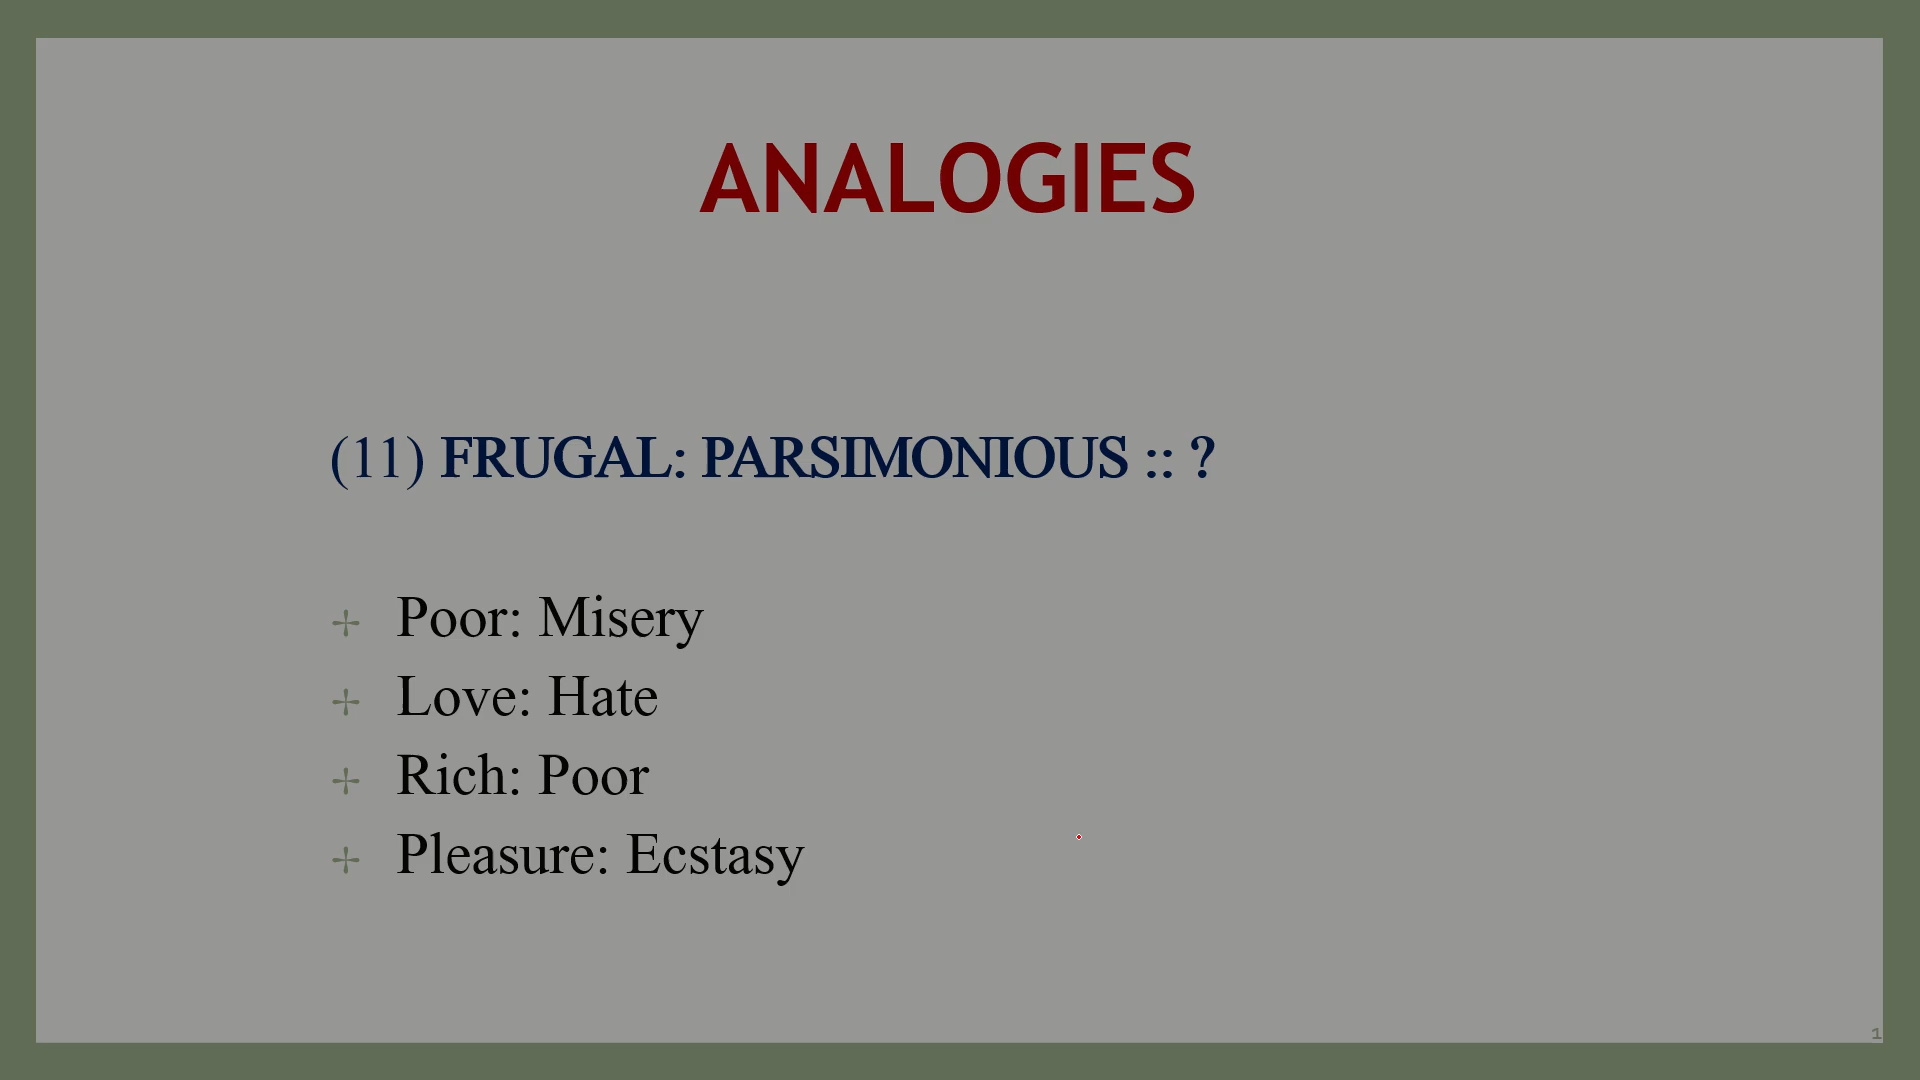 ANALOGIES
(11) FRUGAL: PARSIMONIOUS :: ?
Poor: Misery
Love: Hate
Rich: Poor
Pleasure: Ecstasy
1